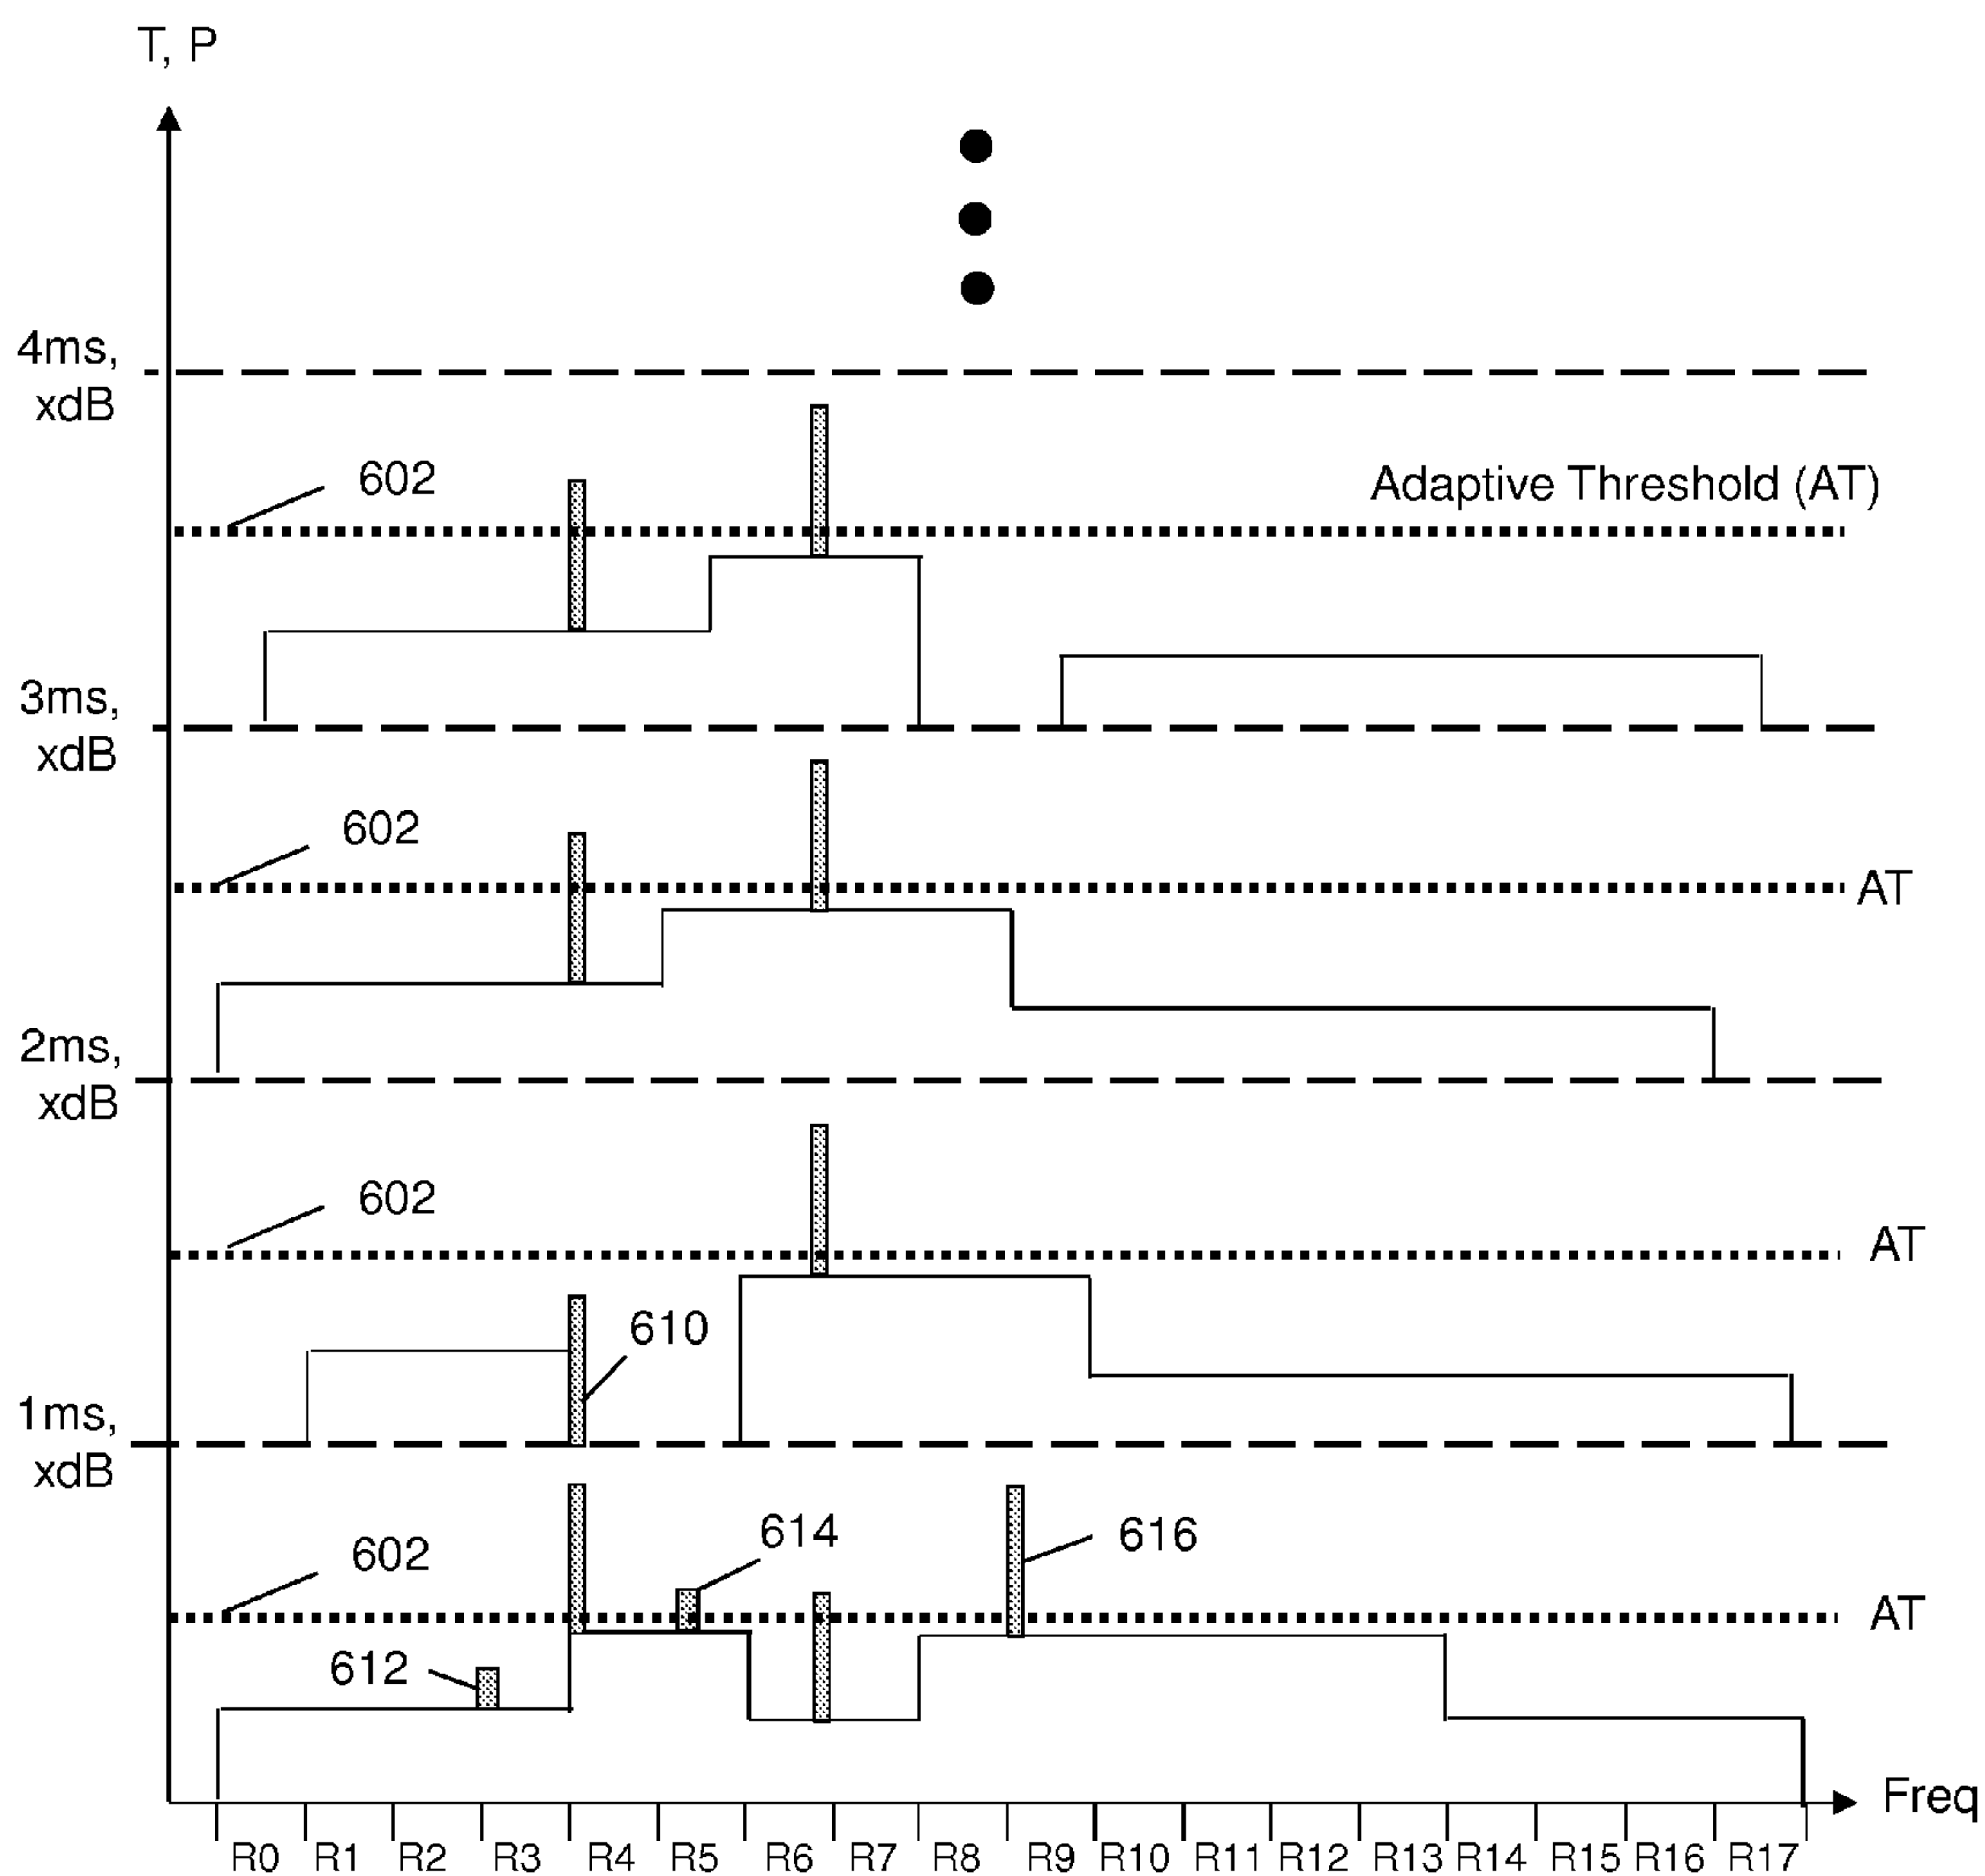 T, P
4ms,
xdB
602
Adaptive Threshold (AT)
3ms,
xdB
602
AT
2ms,
xdB
602
AT
610
1ms,
xdB
614
616
602
AT
612
Freq
R0 R1 R2 R3 R4 R5 R6 R7 R8 R9 R10 R11 R12 R13 R14 R15 R16 R17